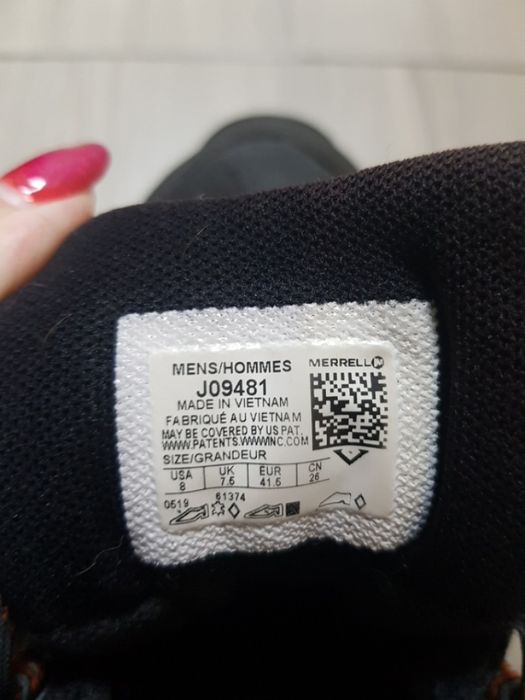 MENS/HOMMES
MERRELL
J09481
MADE IN VIETNAM
FABRIQUÉ AU VIETNAM
MAY BE COVERED BY US PAT.
WWW.PATENTS.WWWINC.COM
SIZE/GRANDEUR
USA UK EUR CN
8 7.5 41.5 26
0519 61374